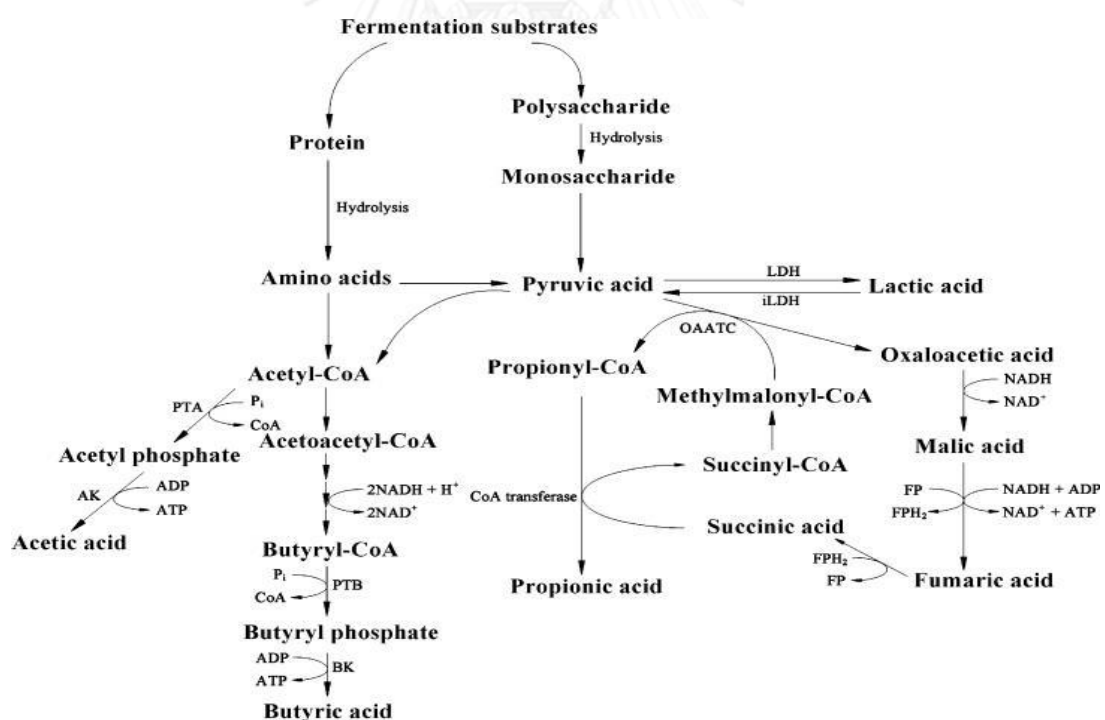 Fermentation substrates
Polysaccharide
Hydrolysis
Protein
Monosaccharide
Hydrolysis
Amino acids
Pyruvic acid
LDH
iLDH
Lactic acid
OAATC
Oxaloacetic acid
Propionyl-CoA
Acetyl-CoA
NADH
NAD⁺
Methylmalonyl-CoA
PTA
Pi
CoA
Acetoacetyl-CoA
Malic acid
Acetyl phosphate
Succinyl-CoA
AK
ADP
ATP
2NADH + H⁺
2NAD⁺
CoA transferase
FP
FPH₂
NADH + ADP
NAD⁺ + ATP
Succinic acid
Acetic acid
Butyryl-CoA
FPH₂
FP
Fumaric acid
Pi
CoA
PTB
Propionic acid
Butyryl phosphate
ADP
ATP
BK
Butyric acid